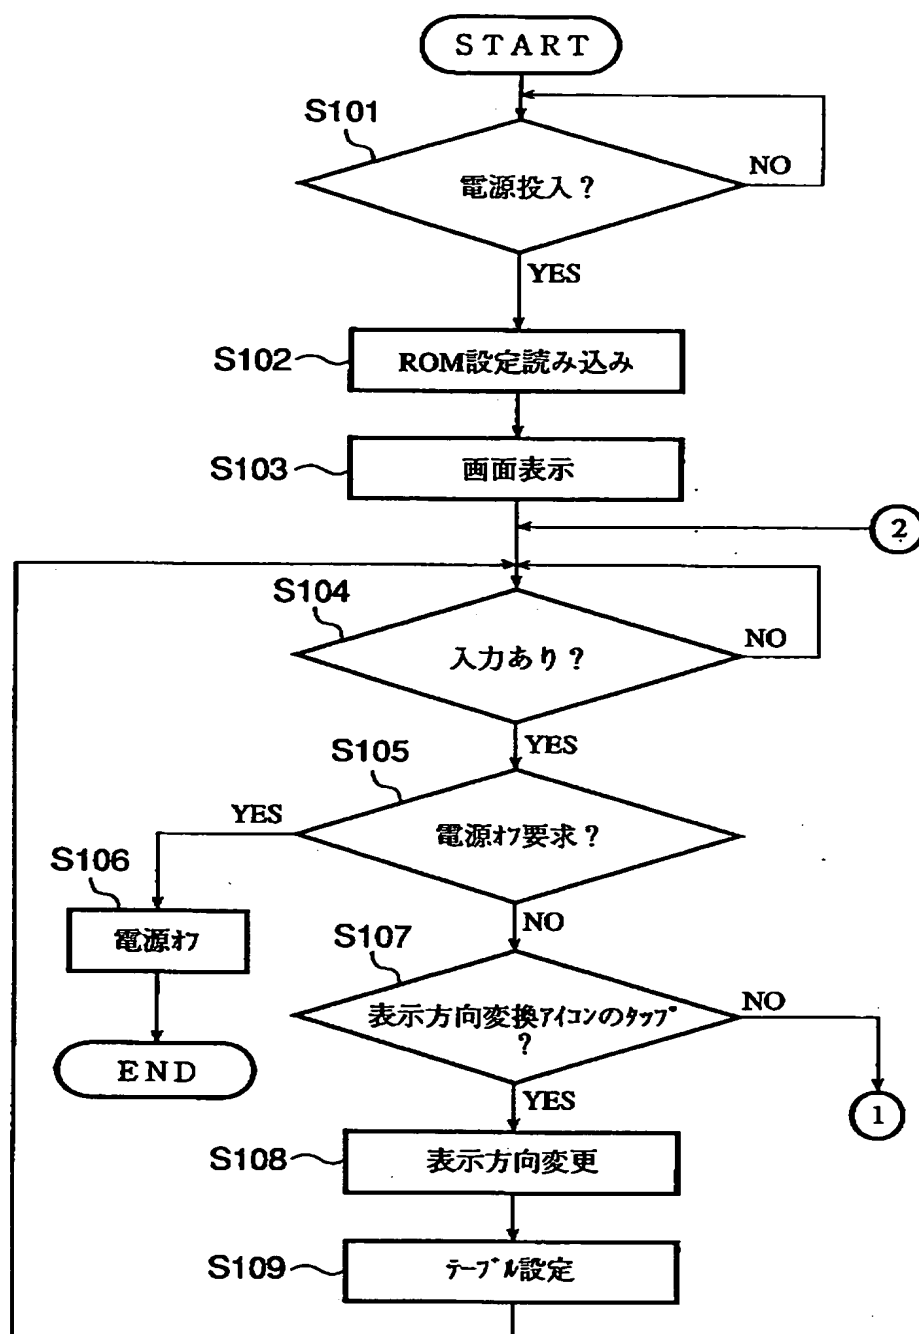 START
S101
電源投入?
NO
YES
S102
ROM設定読み込み
S103
画面表示
2
S104
入力あり?
NO
YES
S105
電源ｵﾌ要求?
YES
NO
S106
電源ｵﾌ
END
S107
表示方向変換ｱｲｺﾝのﾀｯﾌﾟ
?
NO
YES
1
S108
表示方向変更
S109
ﾃｰﾌﾞﾙ設定